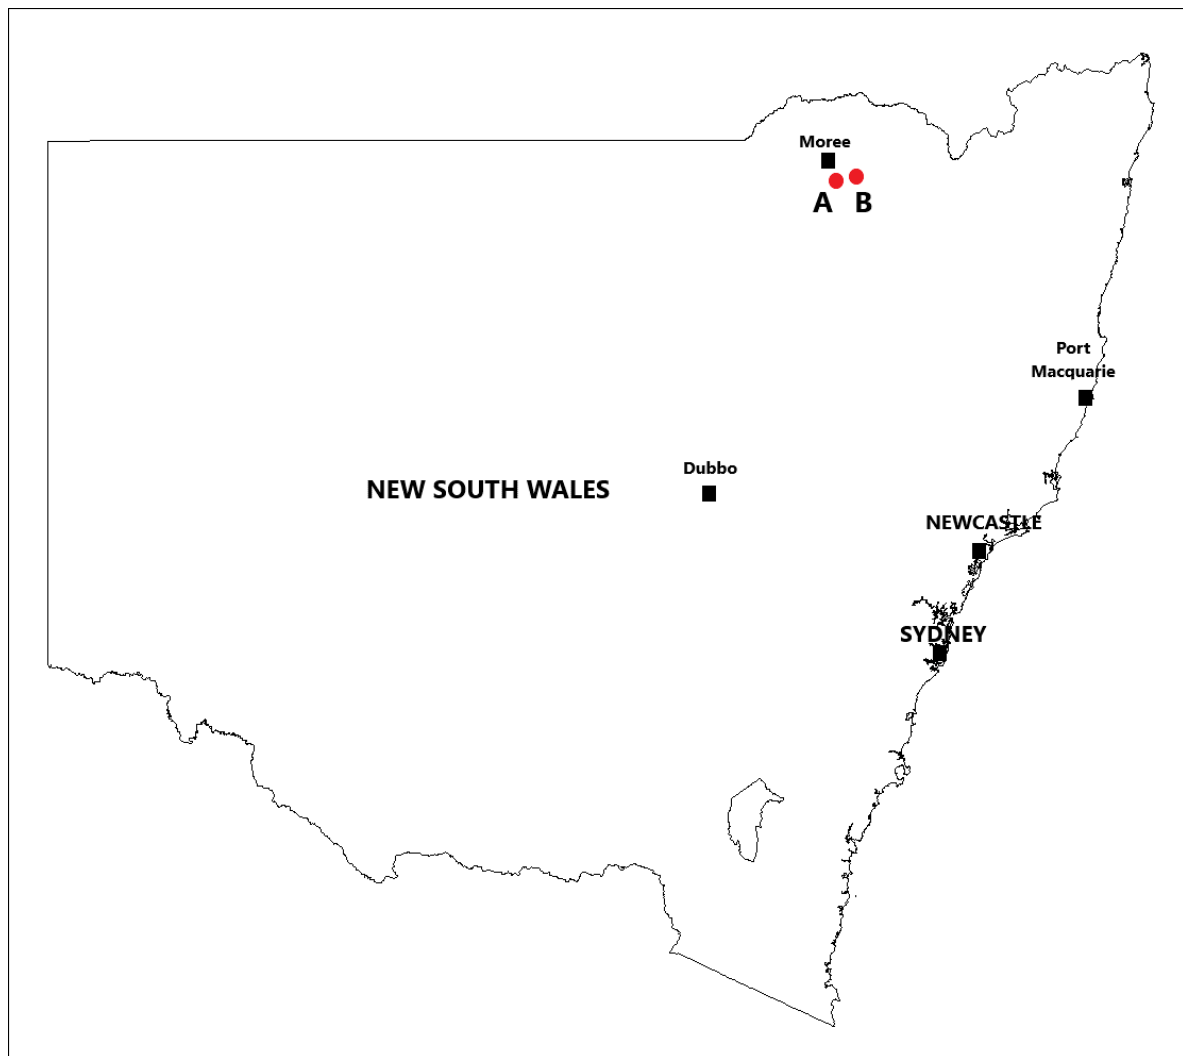 Moree
A B
Port
Macquarie
Dubbo
NEW SOUTH WALES
NEWCASTLE
SYDNEY